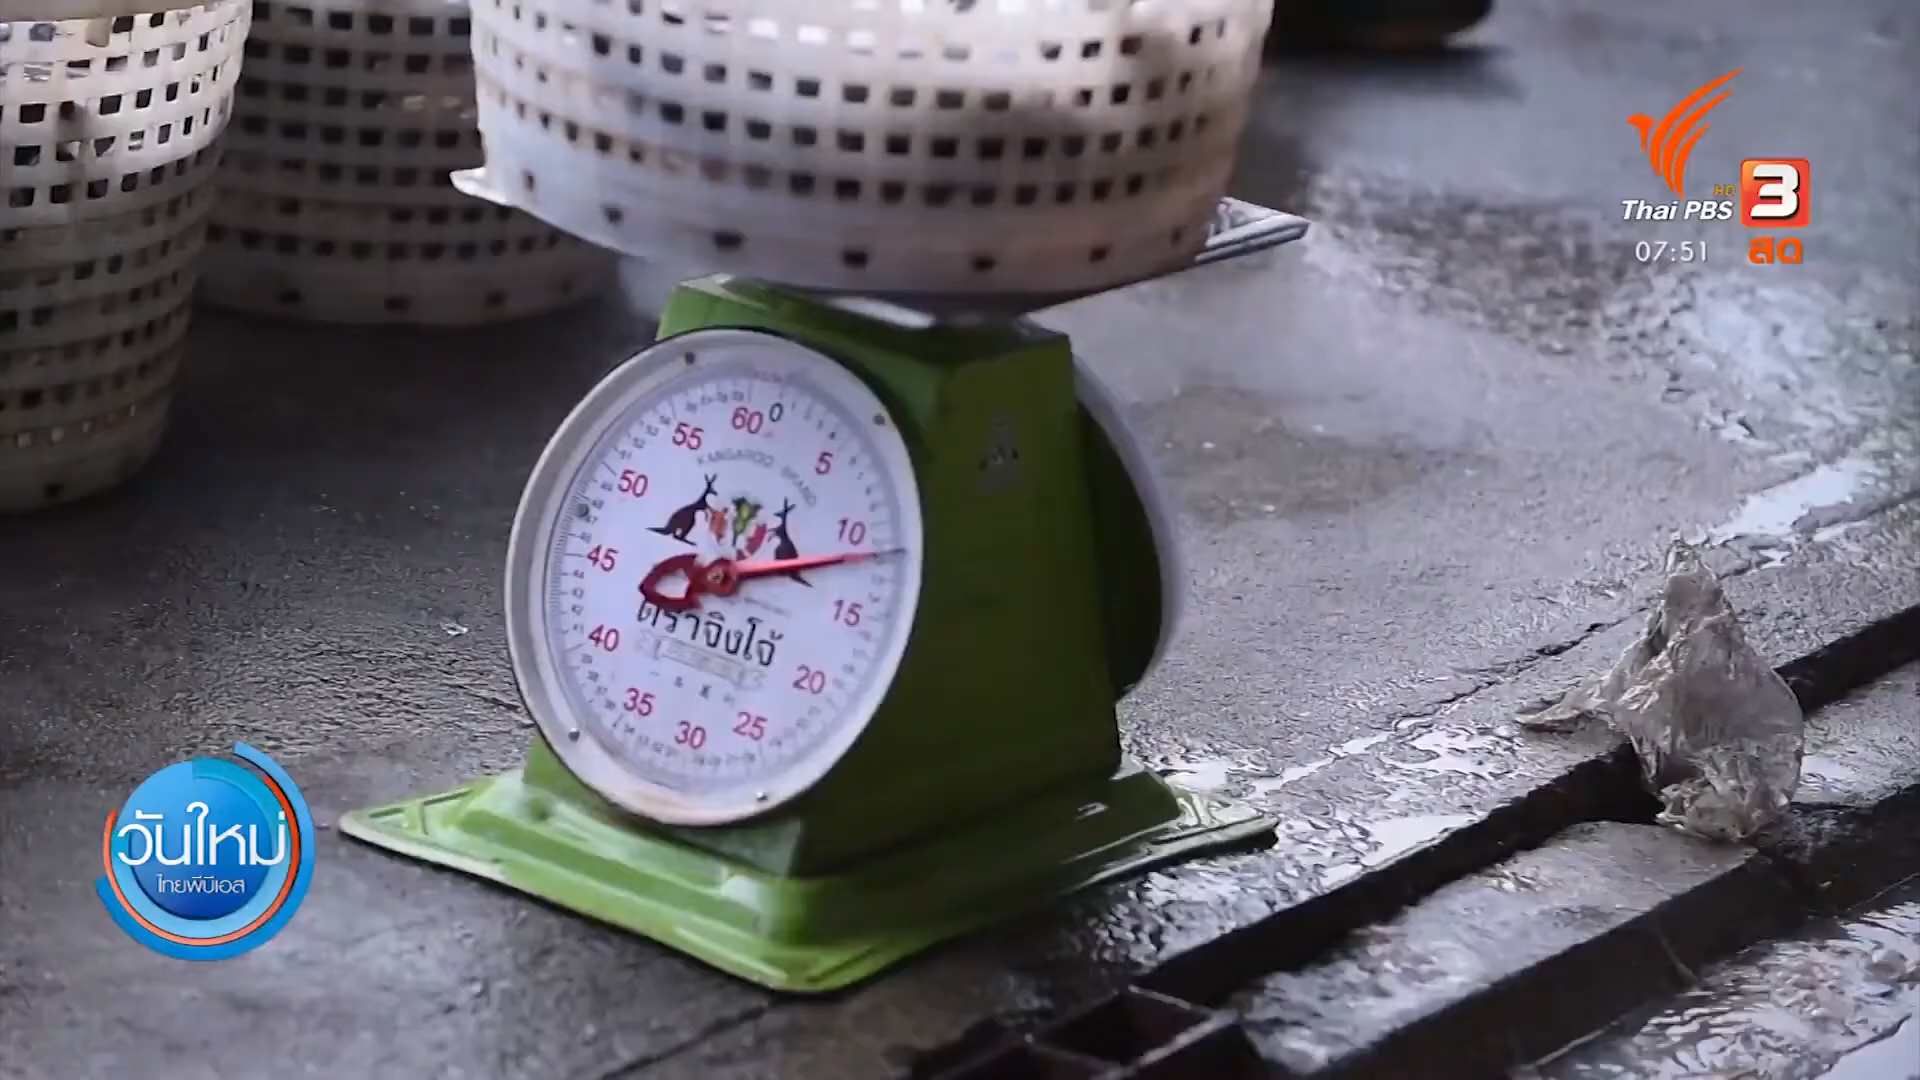 HD
Thai PBS 3
07:51 สด
60 0
55 5
50 10
45 15
40 20
35 25
30
KANGAROO BRAND
ตราจิงโจ้
วันใหม่
ไทยพีบีเอส